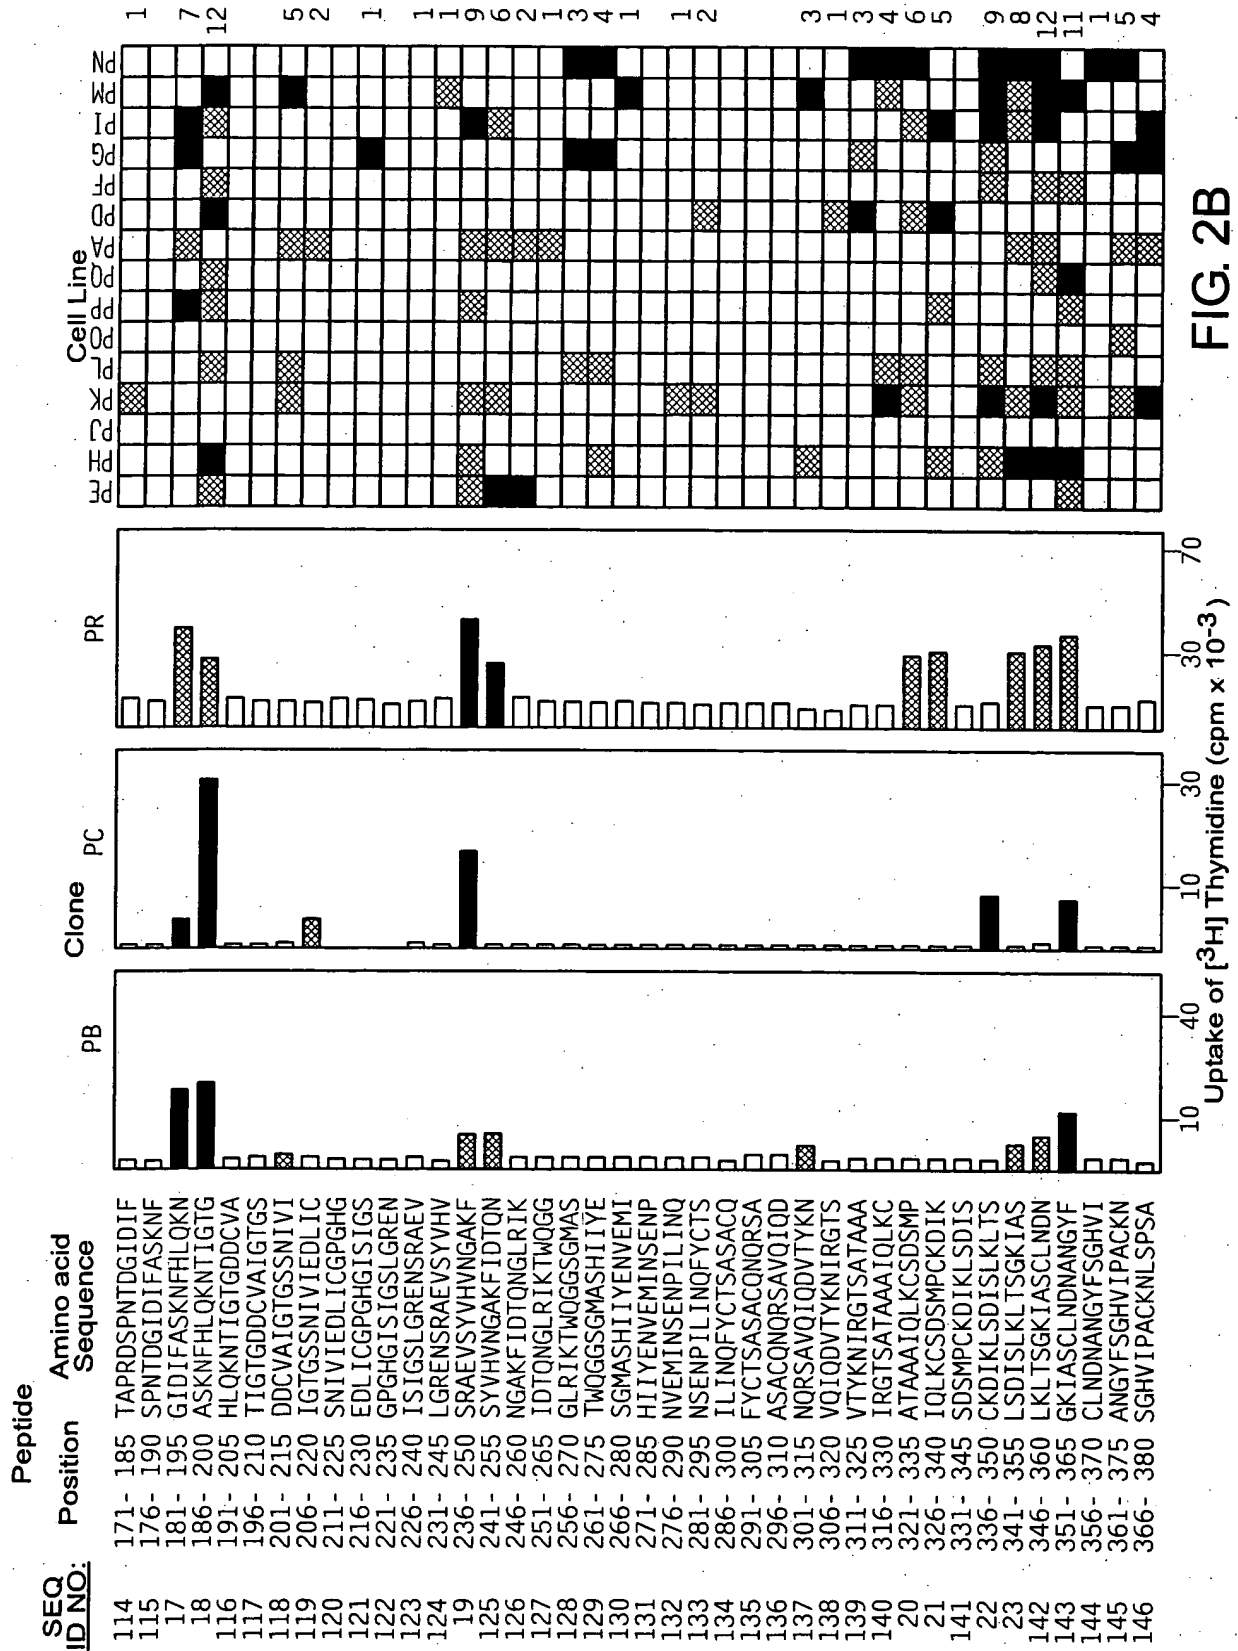 Peptide
SEQ ID NO: Position Amino acid Sequence
Clone
PB PC PR
Cell Line
PE PH PJ PK PL PO PP PQ PA PD PF PG PI PM PN
114 171- 185 TAPRDSPNTDGIDIF 1
115 176- 190 SPNTDGIDIFASKNF
17 181- 195 GIDIFASKNFHLQKN 7
18 186- 200 ASKNFHLQKNTIGTG 12
116 191- 205 HLQKNTIGTGDDCVA
117 196- 210 TIGTGDDCVAIGTGS
118 201- 215 DDCVAIGTGSSNIVI 5
119 206- 220 IGTGSSNIVIEDLIC 2
120 211- 225 SNIVIEDLICGPGHG
121 216- 230 EDLICGPGHGISIGS 1
122 221- 235 GPGHGISIGSLGREN
123 226- 240 ISIGSLGRENSRAEV 1
124 231- 245 LGRENSRAEVSYVHV 1
19 236- 250 SRAEVSYVHVNGAKF 9
125 241- 255 SYVHVNGAKFIDTQN 6
126 246- 260 NGAKFIDTQNGLRIK 2
127 251- 265 IDTQNGLRIKTWQGG 1
128 256- 270 GLRIKTWQGGSGMAS 3
129 261- 275 TWQGGSGMASHIIYE 4
130 266- 280 SGMASHIIYENVEMI 1
131 271- 285 HIIYENVEMINSENP
132 276- 290 NVEMINSENPILINQ 1
133 281- 295 NSENPILINQFYCTS 2
134 286- 300 ILINQFYCTSASACQ
135 291- 305 FYCTSASACQNQRSA
136 296- 310 ASACQNQRSAVQIQD
137 301- 315 NQRSAVQIQDVTYKN 3
138 306- 320 VQIQDVTYKNIRGTS 1
139 311- 325 VTYKNIRGTSATAAA 3
140 316- 330 IRGTSATAAAIQLKC 4
20 321- 335 ATAAAIQLKCSDSMP 6
21 326- 340 IQLKCSDSMPCKDIK 5
141 331- 345 SDSMPCKDIKLSDIS
22 336- 350 CKDIKLSDISLKLTS 9
23 341- 355 LSDISLKLTSGKIAS 8
142 346- 360 LKLTSGKIASCLNDN 12
143 351- 365 GKIASCLNDNANGYF 11
144 356- 370 CLNDNANGYFSGHVI 1
145 361- 375 ANGYFSGHVIPACKN 5
146 366- 380 SGHVIPACKNLSPSA 4
10 40 10 30 30 70
Uptake of [³H] Thymidine (cpm x 10⁻³)
FIG. 2B